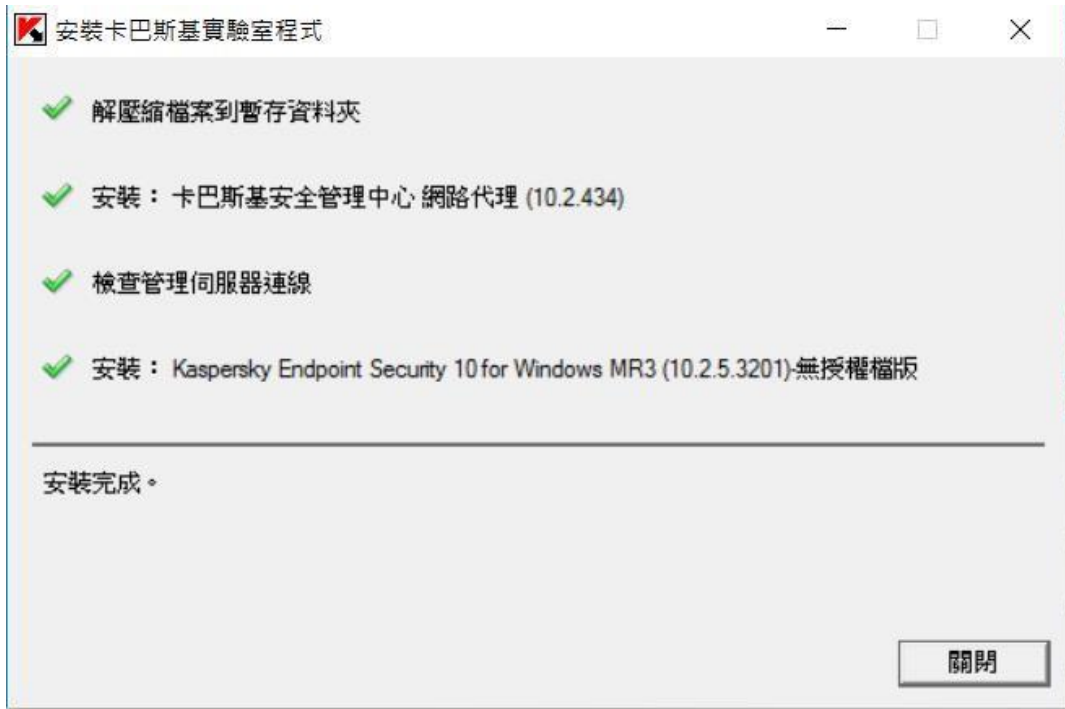 安裝卡巴斯基實驗室程式
解壓縮檔案到暫存資料夾
安裝： 卡巴斯基安全管理中心 網路代理 (10.2.434)
檢查管理伺服器連線
安裝： Kaspersky Endpoint Security 10 for Windows MR3 (10.2.5.3201)-無授權檔版
安裝完成。
關閉